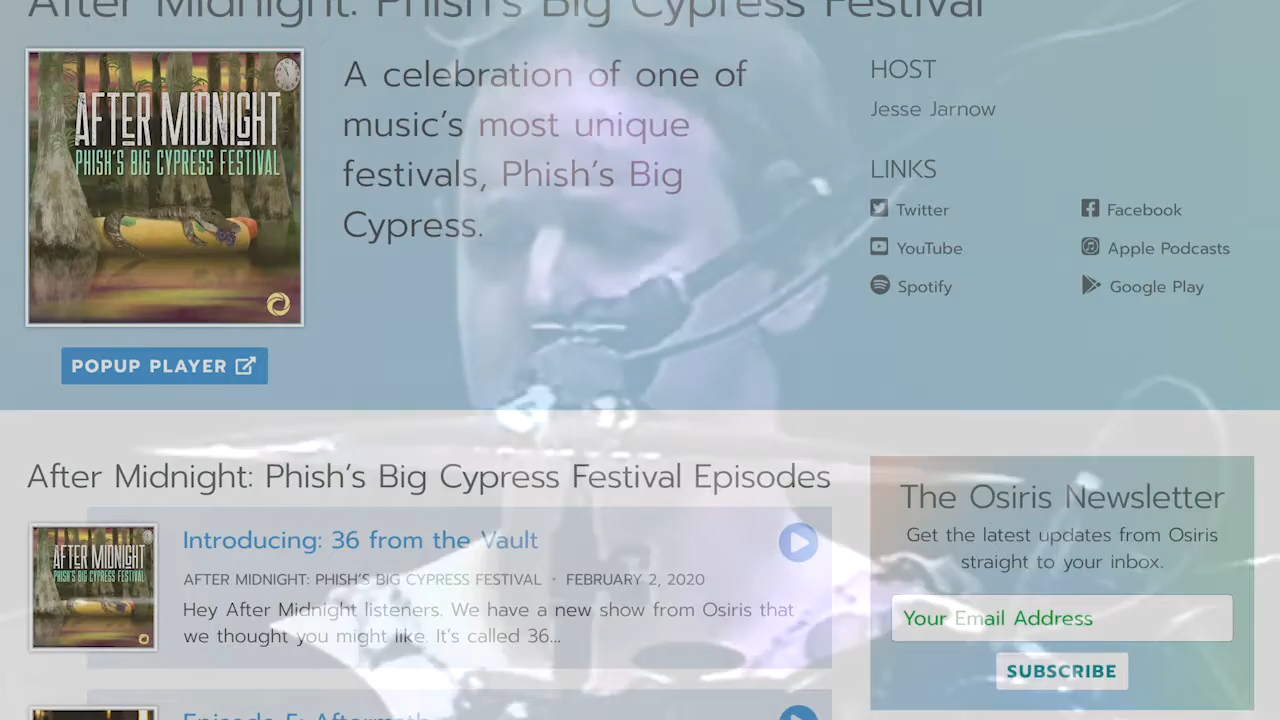 After Midnight: Phish's Big Cypress Festival
AFTER MIDNIGHT
PHISH'S BIG CYPRESS FESTIVAL
POPUP PLAYER
A celebration of one of
music's most unique
festivals, Phish's Big
Cypress.
HOST
Jesse Jarnow
LINKS
Twitter
Facebook
YouTube
Apple Podcasts
Spotify
Google Play
After Midnight: Phish's Big Cypress Festival Episodes
AFTER MIDNIGHT
PHISH'S BIG CYPRESS FESTIVAL
Introducing: 36 from the Vault
AFTER MIDNIGHT: PHISH'S BIG CYPRESS FESTIVAL • FEBRUARY 2, 2020
Hey After Midnight listeners. We have a new show from Osiris that
we thought you might like. It's called 36...
Episode 5: Aftermath
The Osiris Newsletter
Get the latest updates from Osiris
straight to your inbox.
Your Email Address
SUBSCRIBE